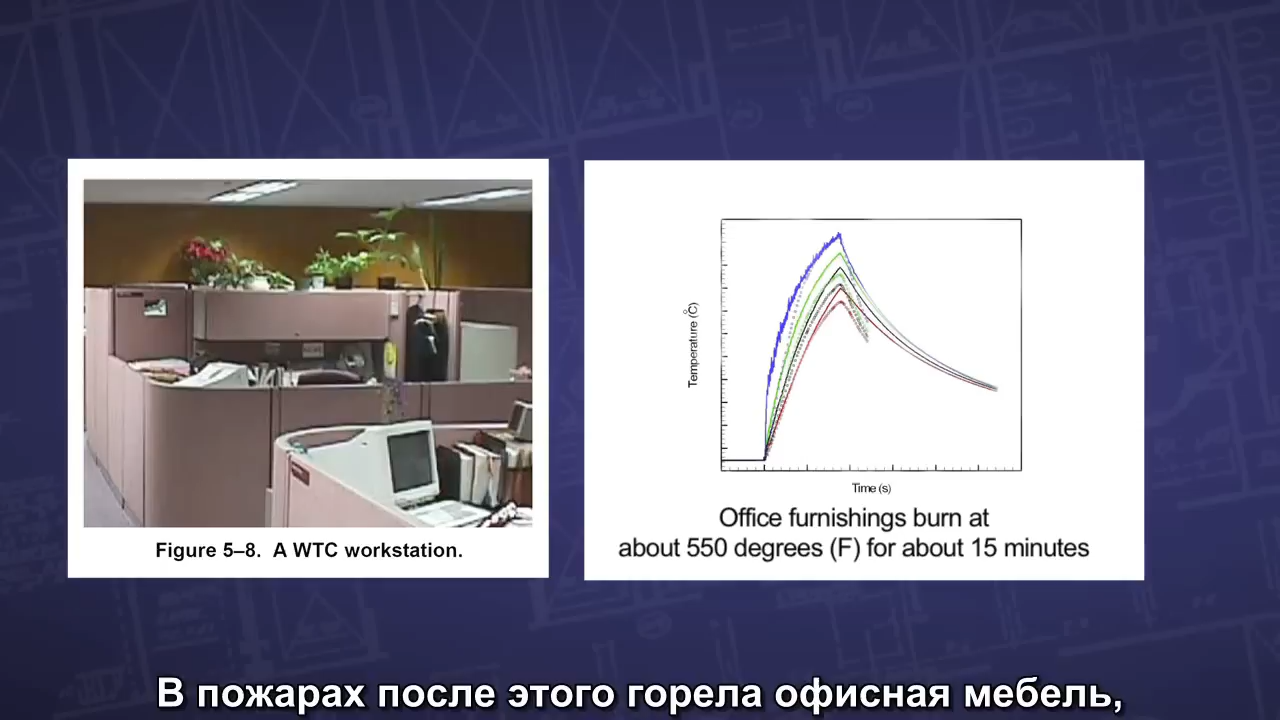 Figure 5–8. A WTC workstation.
Temperature (°C)
Time (s)
Office furnishings burn at
about 550 degrees (F) for about 15 minutes
В пожарах после этого горела офисная мебель,